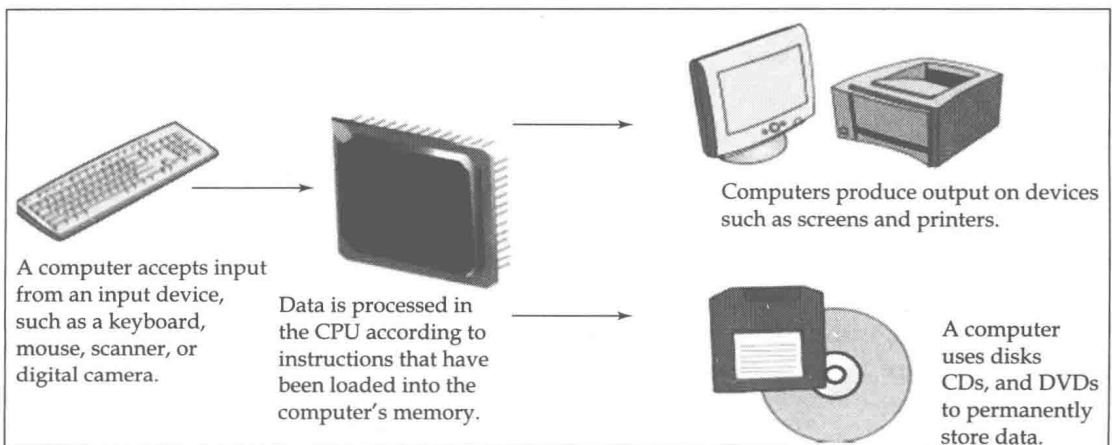 A computer accepts input
from an input device,
such as a keyboard,
mouse, scanner, or
digital camera.
Data is processed in
the CPU according to
instructions that have
been loaded into the
computer's memory.
Computers produce output on devices
such as screens and printers.
A computer
uses disks
CDs, and DVDs
to permanently
store data.